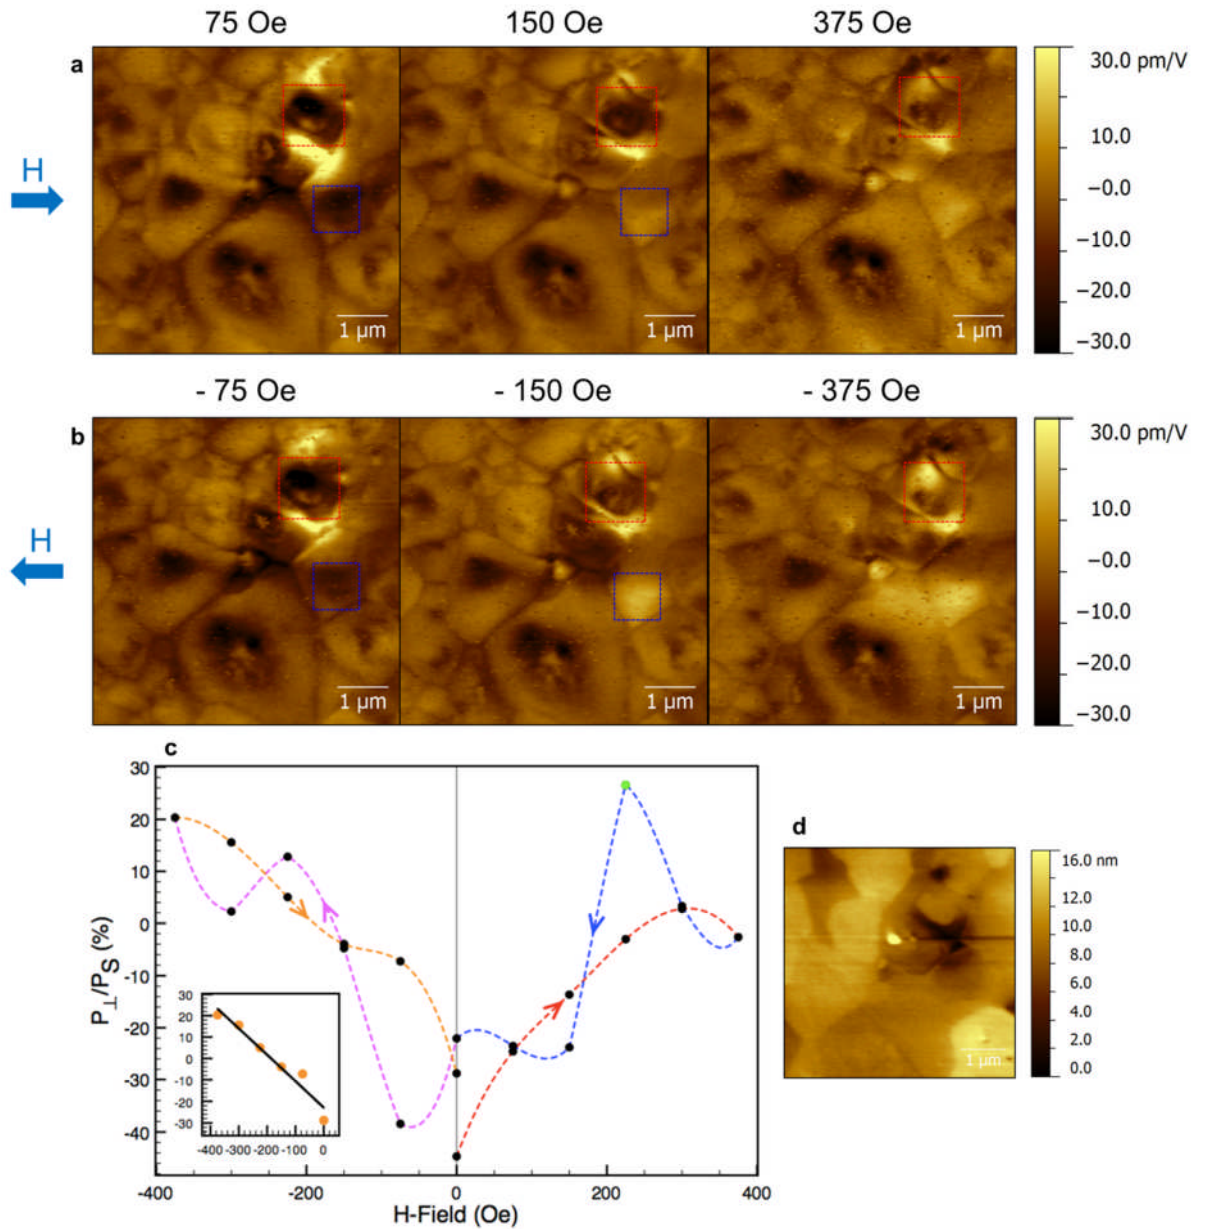 75 Oe 150 Oe 375 Oe
a
H
30.0 pm/V
10.0
−0.0
−10.0
−20.0
−30.0
1 µm 1 µm 1 µm
- 75 Oe - 150 Oe - 375 Oe
b
H
30.0 pm/V
10.0
−0.0
−10.0
−20.0
−30.0
1 µm 1 µm 1 µm
c
30
20
10
0
-10
-20
-30
-40
P⊥/PS (%)
-400 -200 0 200 400
H-Field (Oe)
30
20
10
0
-10
-20
-30
-400 -300 -200 -100 0
d
16.0 nm
12.0
10.0
8.0
6.0
4.0
0.0
1 µm